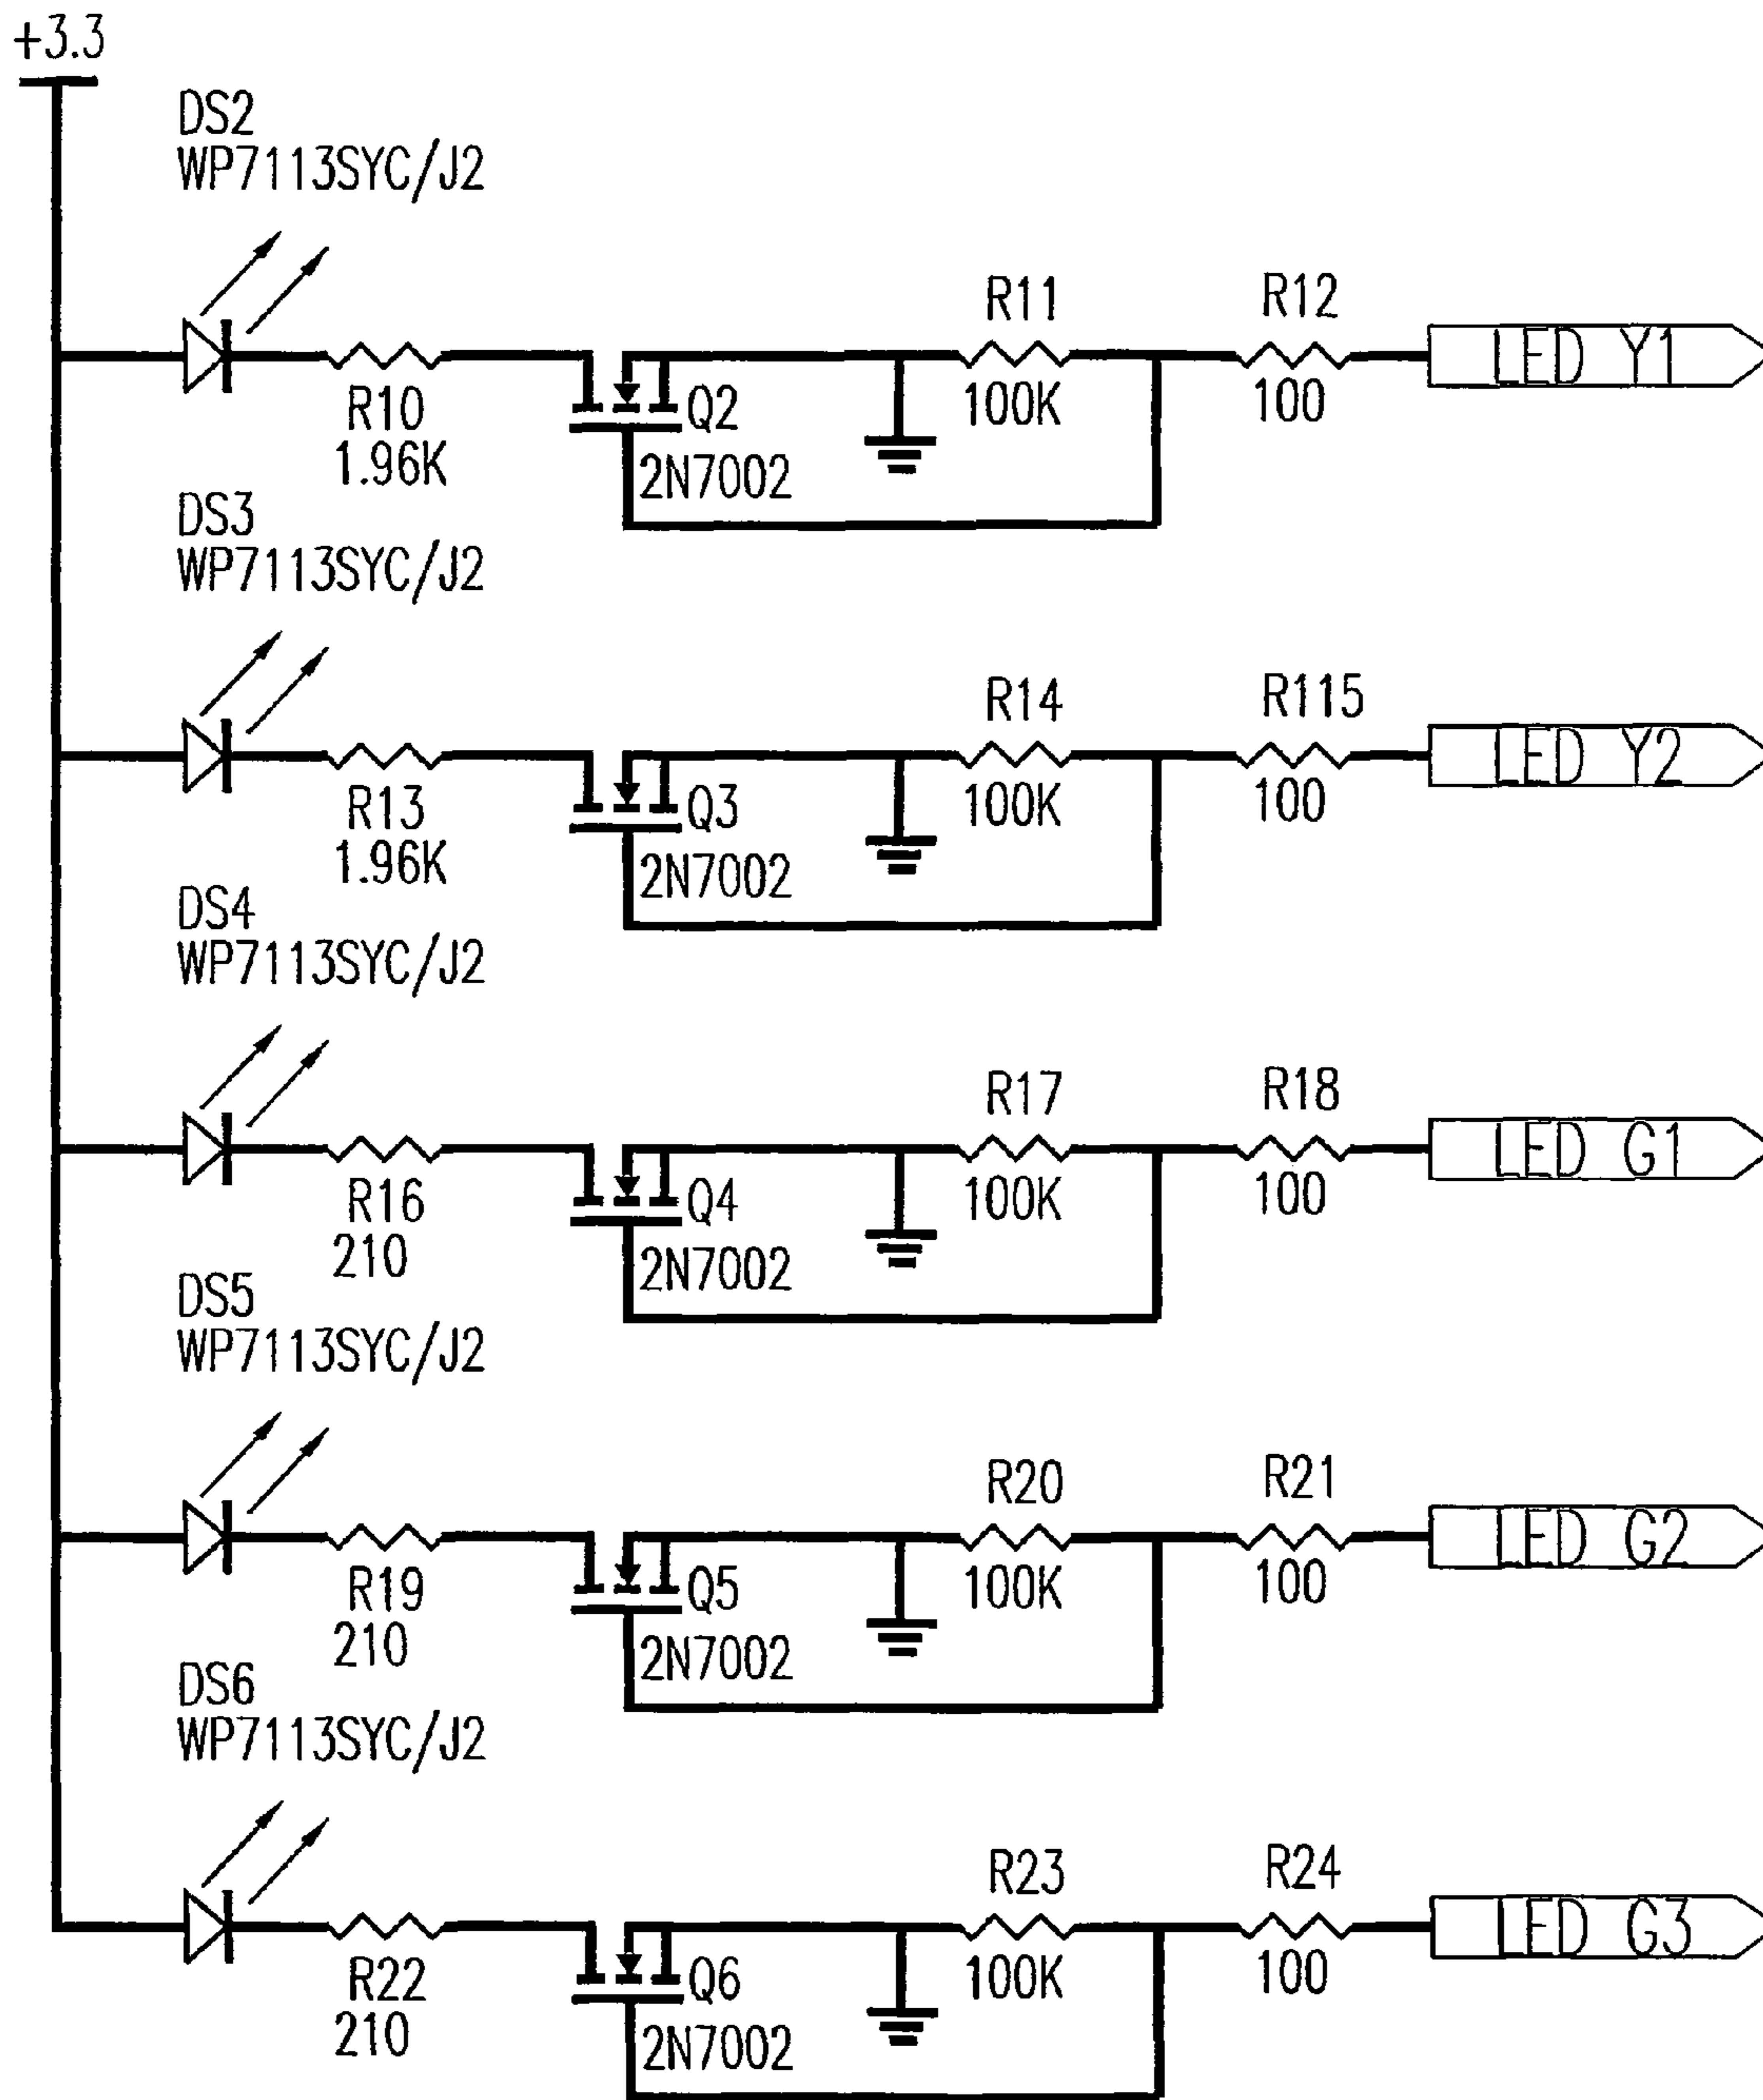 +3.3
DS2
WP7113SYC/J2
R11
R12
LED Y1
R10
1.96K
Q2
2N7002
100K
100
DS3
WP7113SYC/J2
R14
R115
LED Y2
R13
1.96K
Q3
2N7002
100K
100
DS4
WP7113SYC/J2
R17
R18
LED G1
R16
210
Q4
2N7002
100K
100
DS5
WP7113SYC/J2
R20
R21
LED G2
R19
210
Q5
2N7002
100K
100
DS6
WP7113SYC/J2
R23
R24
LED G3
R22
210
Q6
2N7002
100K
100